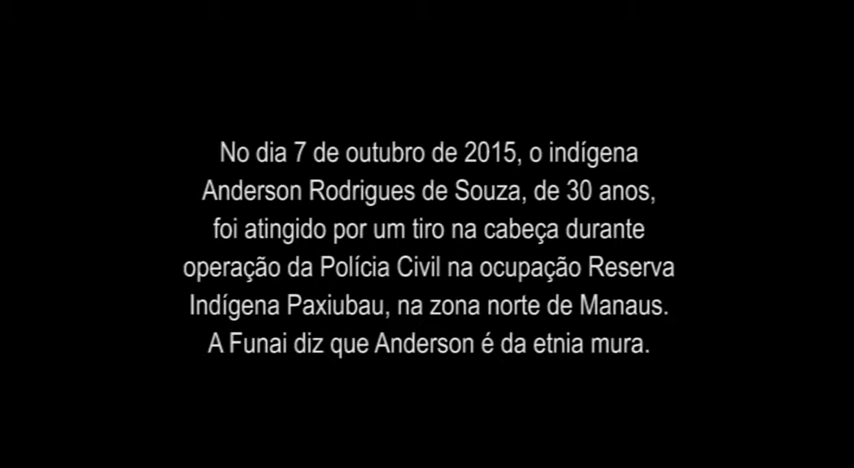 No dia 7 de outubro de 2015, o indígena
Anderson Rodrigues de Souza, de 30 anos,
foi atingido por um tiro na cabeça durante
operação da Polícia Civil na ocupação Reserva
Indígena Paxiubau, na zona norte de Manaus.
A Funai diz que Anderson é da etnia mura.